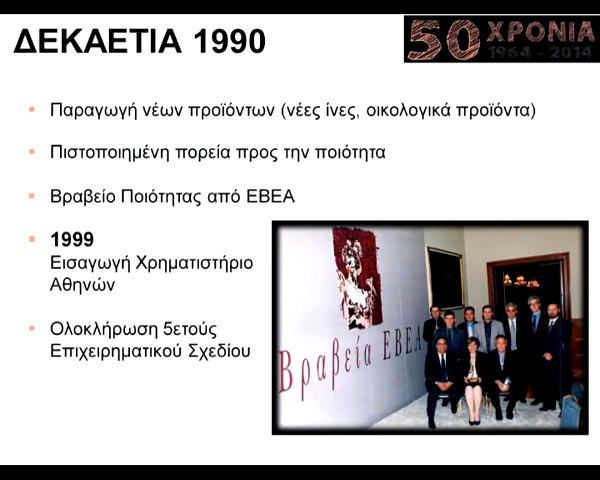 ΔΕΚΑΕΤΙΑ 1990
50 ΧΡΟΝΙΑ
1964 - 2014
Παραγωγή νέων προϊόντων (νέες ίνες, οικολογικά προϊόντα)
Πιστοποιημένη πορεία προς την ποιότητα
Βραβείο Ποιότητας από ΕΒΕΑ
1999
Εισαγωγή Χρηματιστήριο
Αθηνών
Ολοκλήρωση 5ετούς
Επιχειρηματικού Σχεδίου
Βραβεία ΕΒΕΑ